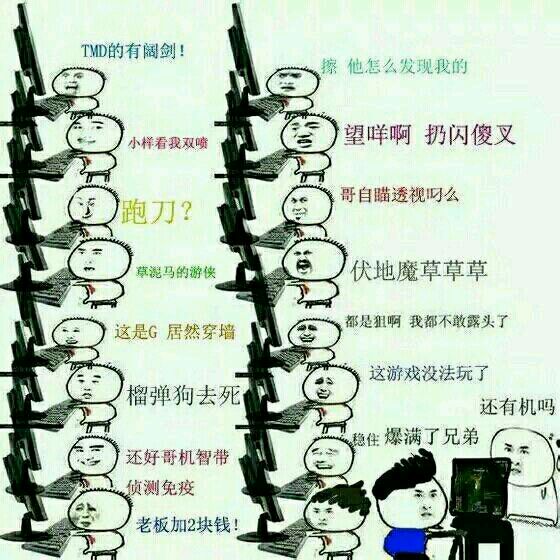 TMD的有阔剑！
小样看我双喷
跑刀？
草泥马的游侠
这是G 居然穿墙
榴弹狗去死
还好哥机智带
侦测免疫
老板加2块钱！
擦 他怎么发现我的
望咩啊 扔闪傻叉
哥自瞄透视叼么
伏地魔草草草
都是狙啊 我都不敢露头了
这游戏没法玩了
稳住 爆满了兄弟
还有机吗